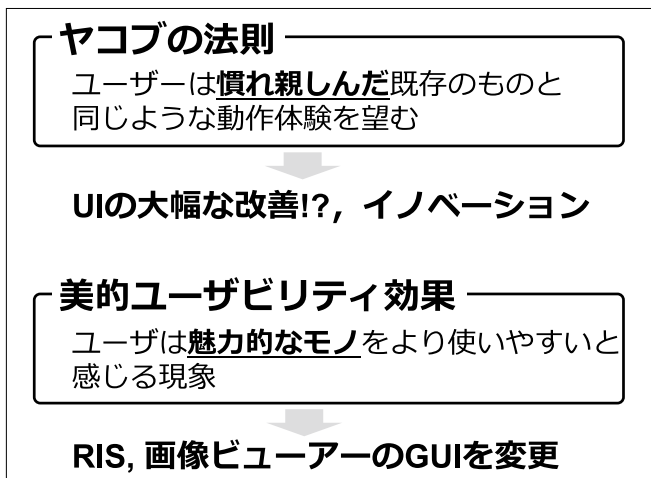 ヤコブの法則
ユーザーは慣れ親しんだ既存のものと
同じような動作体験を望む
UIの大幅な改善!?, イノベーション
美的ユーザビリティ効果
ユーザは魅力的なモノをより使いやすいと
感じる現象
RIS, 画像ビューアーのGUIを変更